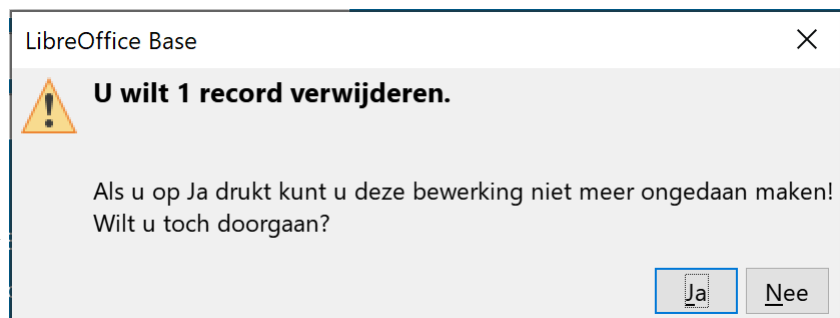 LibreOffice Base
U wilt 1 record verwijderen.
Als u op Ja drukt kunt u deze bewerking niet meer ongedaan maken!
Wilt u toch doorgaan?
Ja Nee